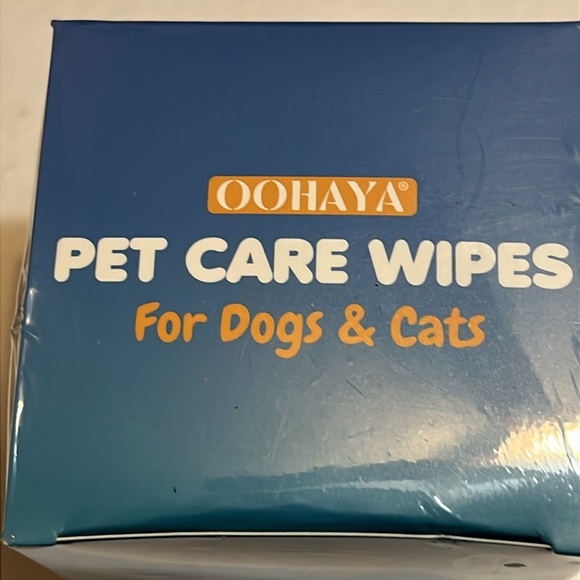 OOHAYA®
PET CARE WIPES
For Dogs & Cats